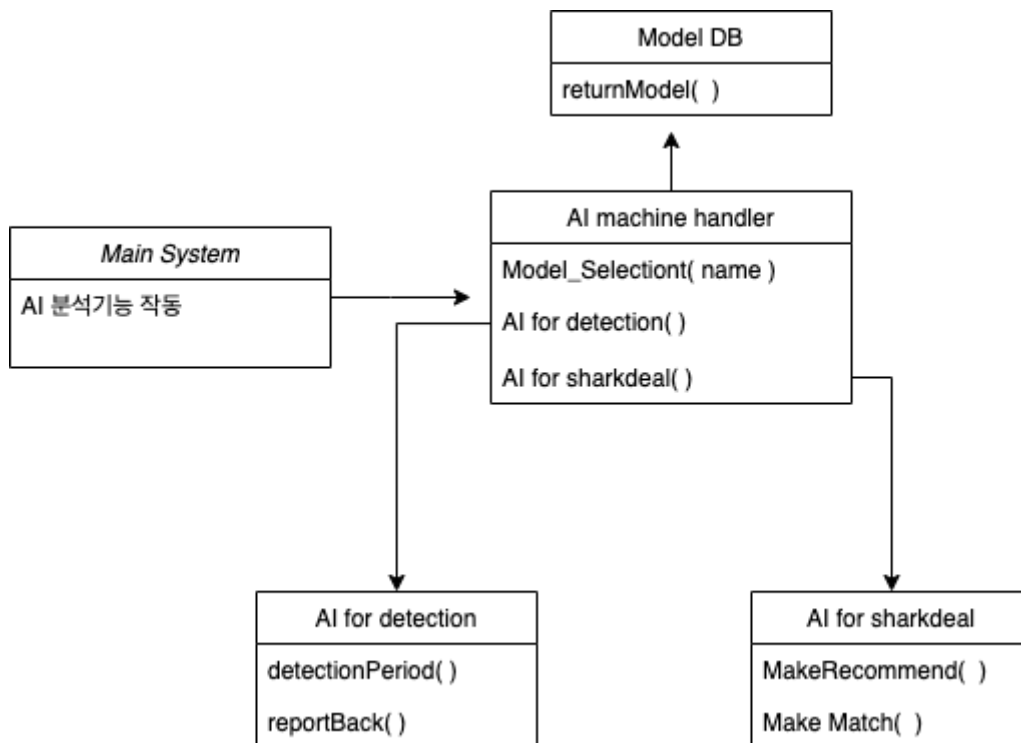 Model DB
returnModel(  )
AI machine handler
Model_Selectiont( name )
AI for detection( )
AI for sharkdeal( )
Main System
AI 분석기능 작동
AI for detection
detectionPeriod( )
reportBack( )
AI for sharkdeal
MakeRecommend(  )
Make Match(  )